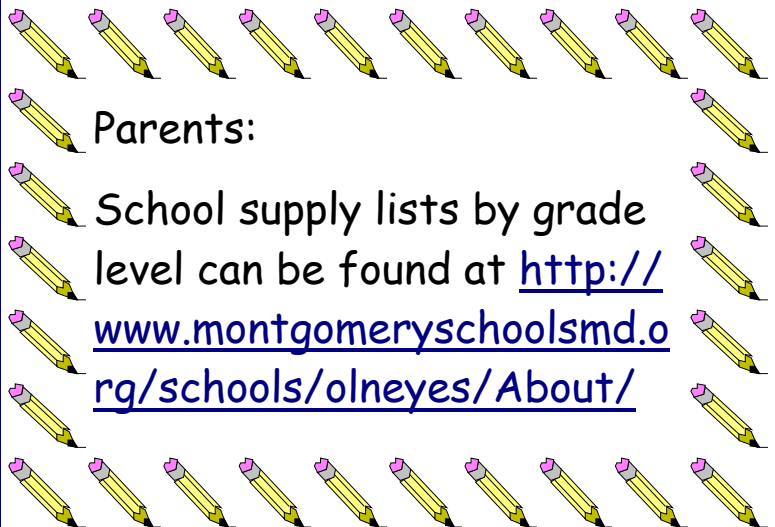 Parents:
School supply lists by grade
level can be found at http://
www.montgomeryschoolsmd.o
rg/schools/olneyes/About/